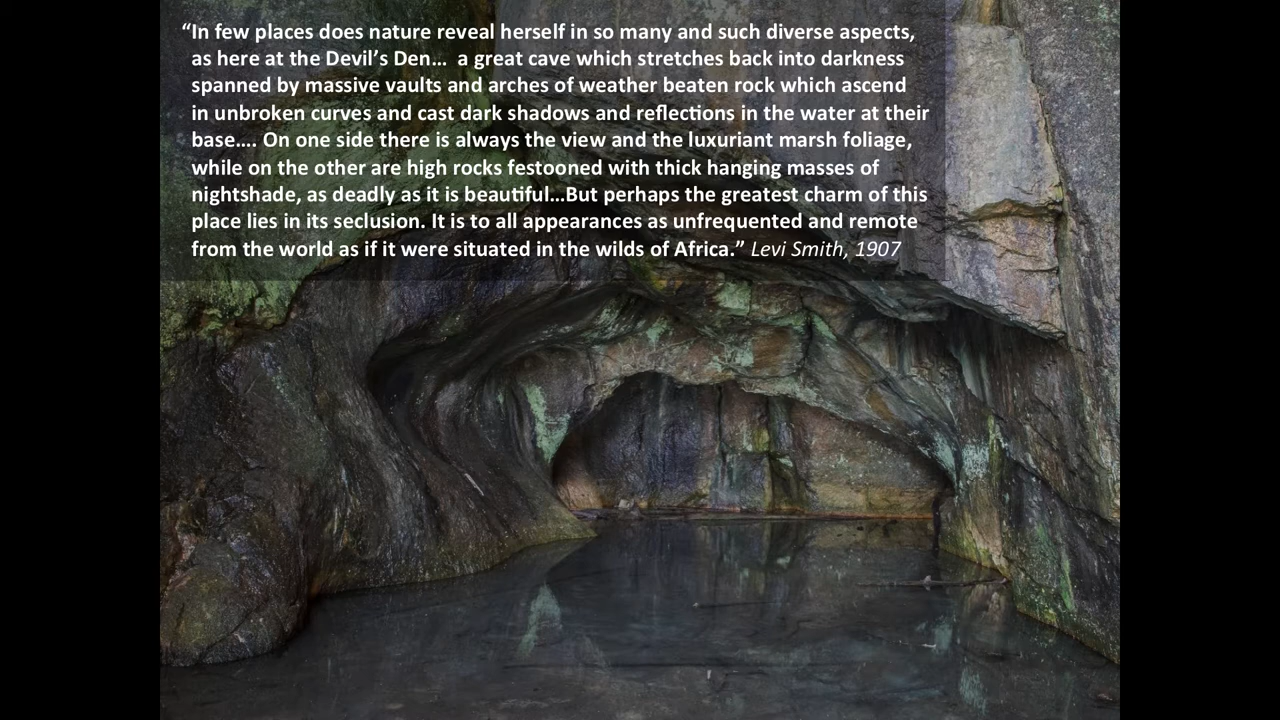 “In few places does nature reveal herself in so many and such diverse aspects,
as here at the Devil’s Den…  a great cave which stretches back into darkness
spanned by massive vaults and arches of weather beaten rock which ascend
in unbroken curves and cast dark shadows and reflections in the water at their
base…. On one side there is always the view and the luxuriant marsh foliage,
while on the other are high rocks festooned with thick hanging masses of
nightshade, as deadly as it is beautiful…But perhaps the greatest charm of this
place lies in its seclusion. It is to all appearances as unfrequented and remote
from the world as if it were situated in the wilds of Africa.” Levi Smith, 1907